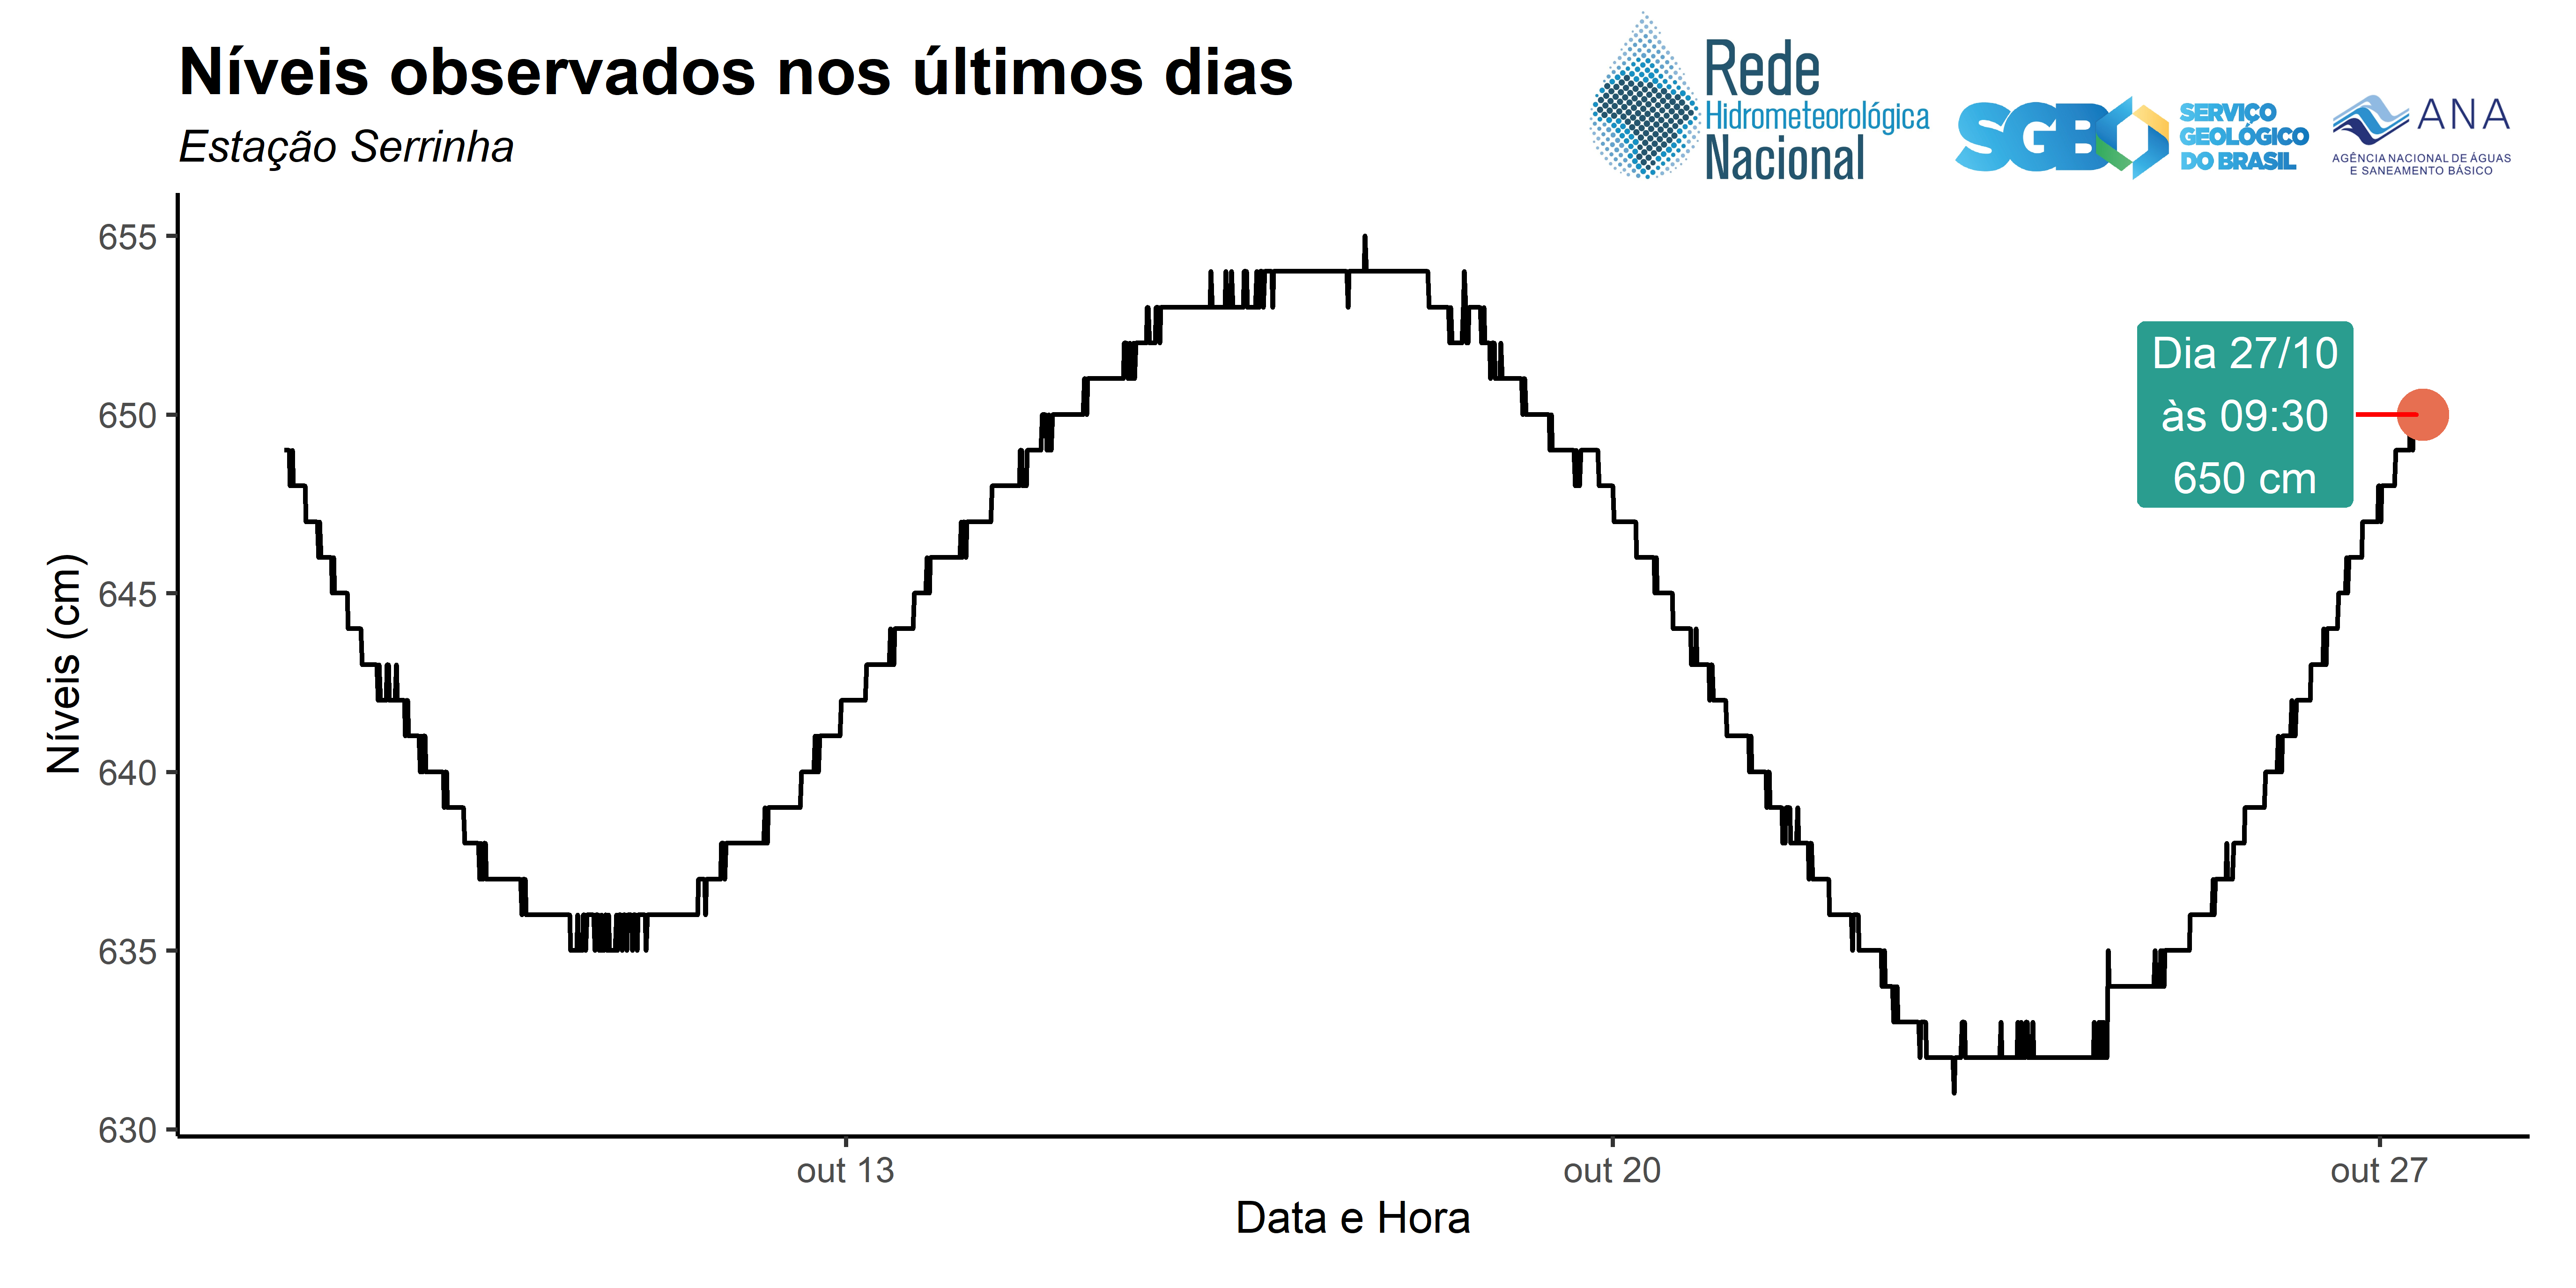 Níveis observados nos últimos dias
Estação Serrinha
Rede
Hidrometeorológica
Nacional
SGB
SERVIÇO
GEOLÓGICO
DO BRASIL
ANA
AGÊNCIA NACIONAL DE ÁGUAS
E SANEAMENTO BÁSICO
Níveis (cm)
655
650
645
640
635
630
Dia 27/10
às 09:30
650 cm
out 13
out 20
out 27
Data e Hora